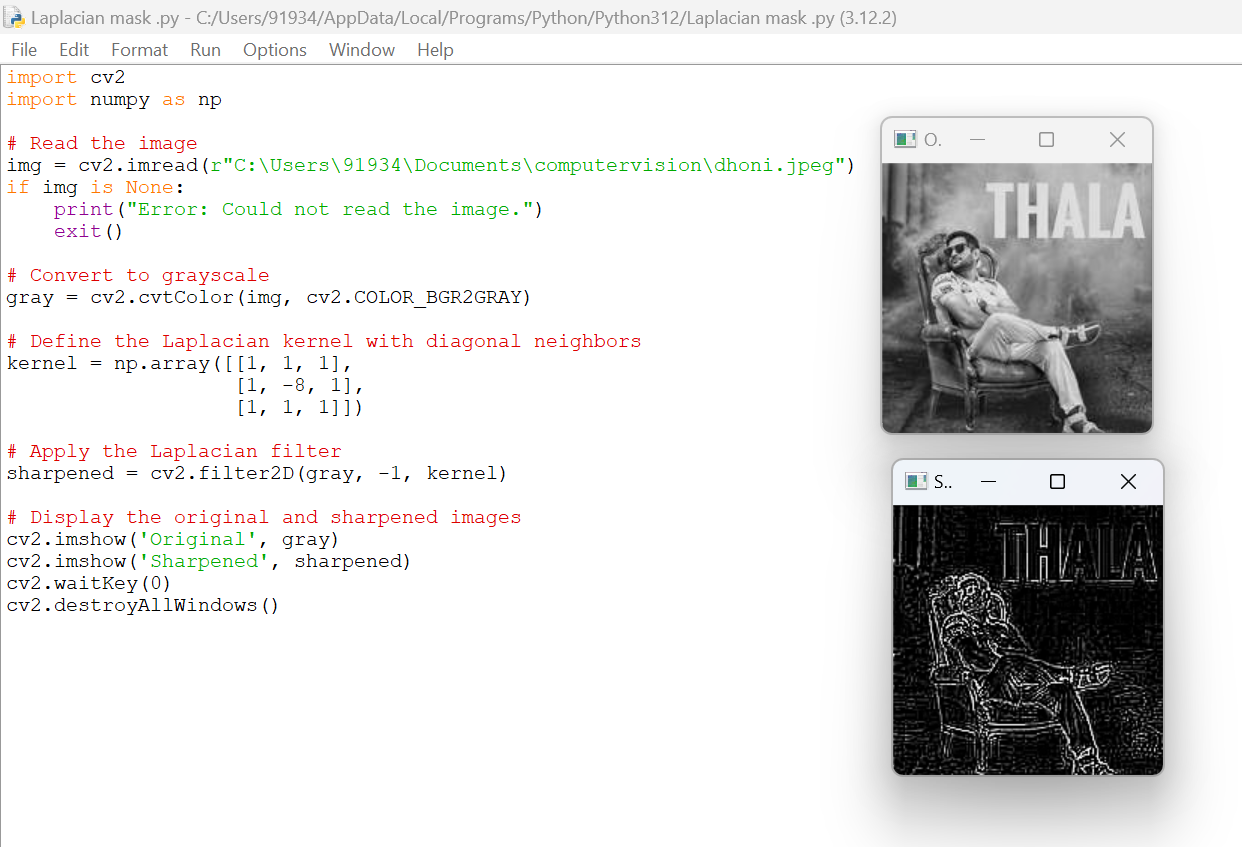 Laplacian mask .py - C:/Users/91934/AppData/Local/Programs/Python/Python312/Laplacian mask .py (3.12.2)
File Edit Format Run Options Window Help
import cv2
import numpy as np
# Read the image
img = cv2.imread(r"C:\Users\91934\Documents\computervision\dhoni.jpeg")
if img is None:
    print("Error: Could not read the image.")
    exit()
# Convert to grayscale
gray = cv2.cvtColor(img, cv2.COLOR_BGR2GRAY)
# Define the Laplacian kernel with diagonal neighbors
kernel = np.array([[1, 1, 1],
                   [1, -8, 1],
                   [1, 1, 1]])
# Apply the Laplacian filter
sharpened = cv2.filter2D(gray, -1, kernel)
# Display the original and sharpened images
cv2.imshow('Original', gray)
cv2.imshow('Sharpened', sharpened)
cv2.waitKey(0)
cv2.destroyAllWindows()
O.
THALA
S..
THALA